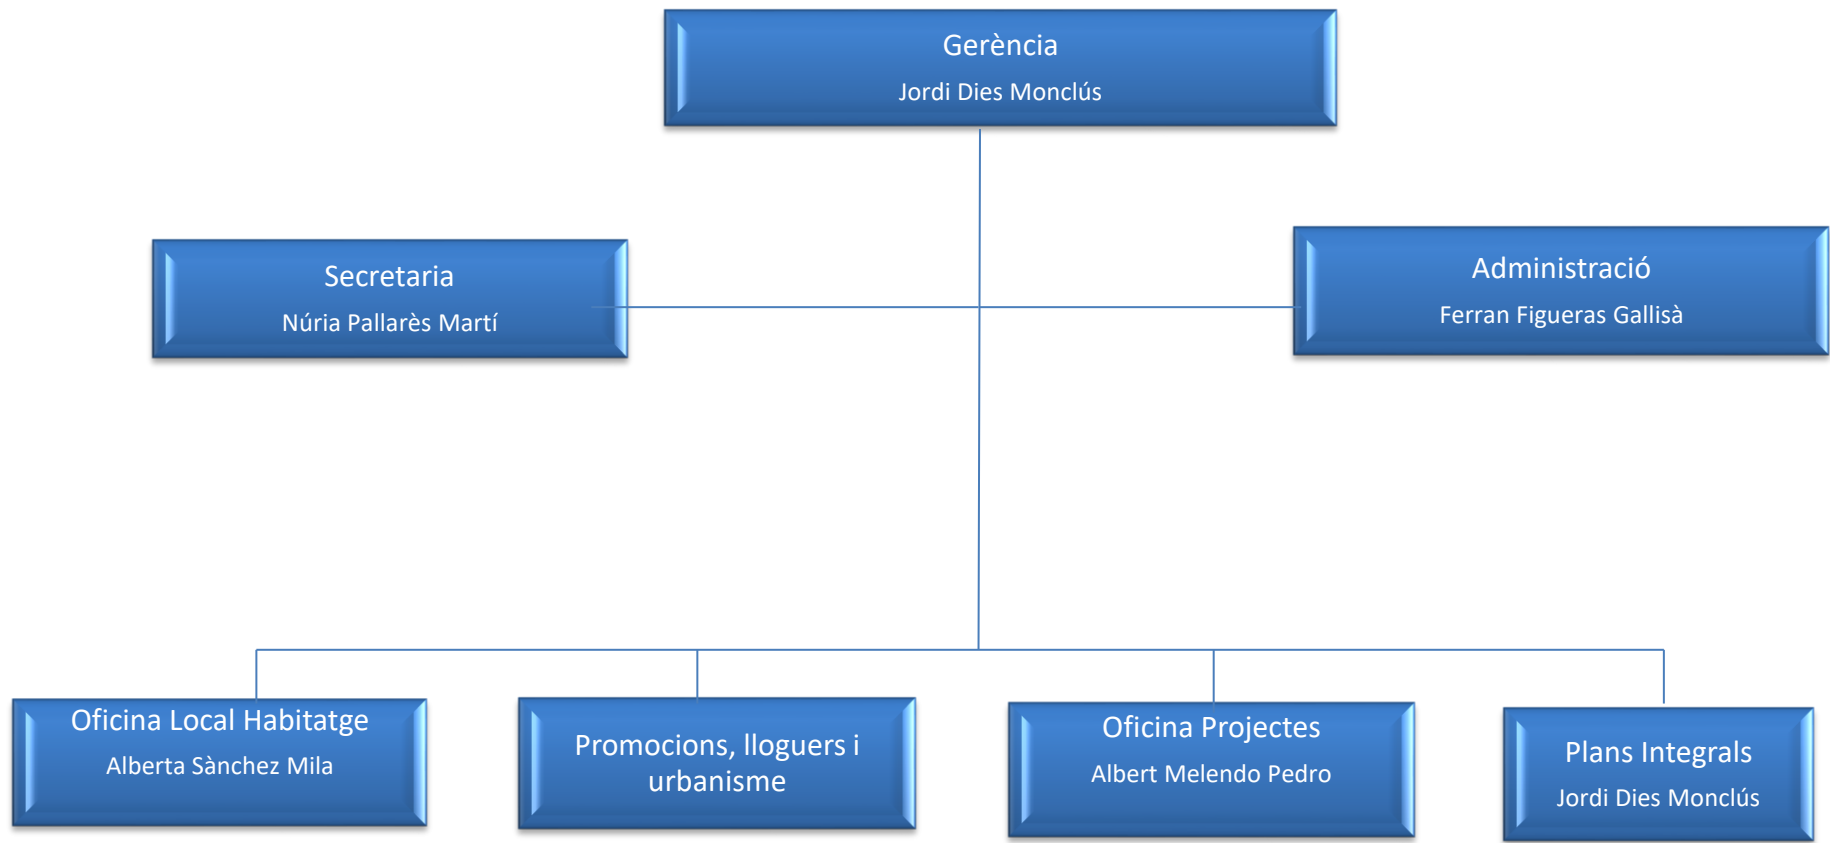 Gerència
Jordi Dies Monclús
Secretaria
Núria Pallarès Martí
Administració
Ferran Figueras Gallisà
Oficina Local Habitatge
Alberta Sànchez Mila
Promocions, lloguers i
urbanisme
Oficina Projectes
Albert Melendo Pedro
Plans Integrals
Jordi Dies Monclús